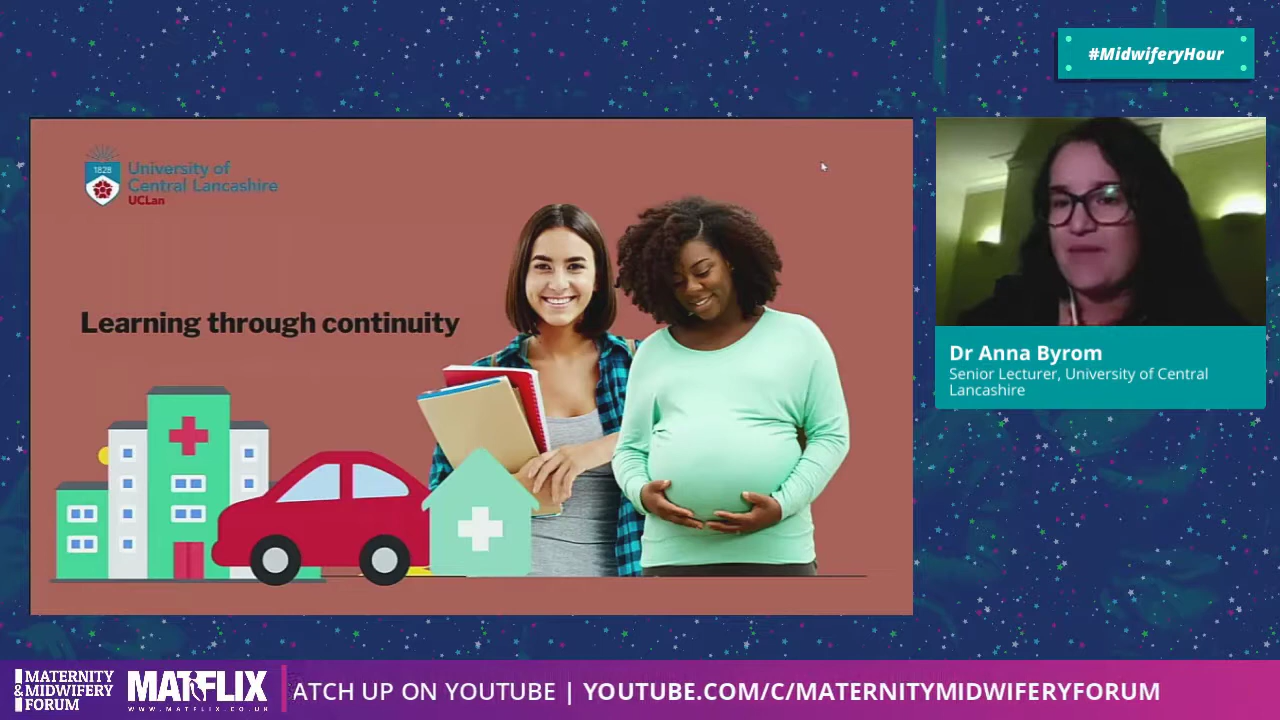 #MidwiferyHour
1828
University of
Central Lancashire
UCLan
Learning through continuity
Dr Anna Byrom
Senior Lecturer, University of Central
Lancashire
MATERNITY
&MIDWIFERY
FORUM
MATFLIX
WWW.MATFLIX.CO.UK
ATCH UP ON YOUTUBE | YOUTUBE.COM/C/MATERNITYMIDWIFERYFORUM